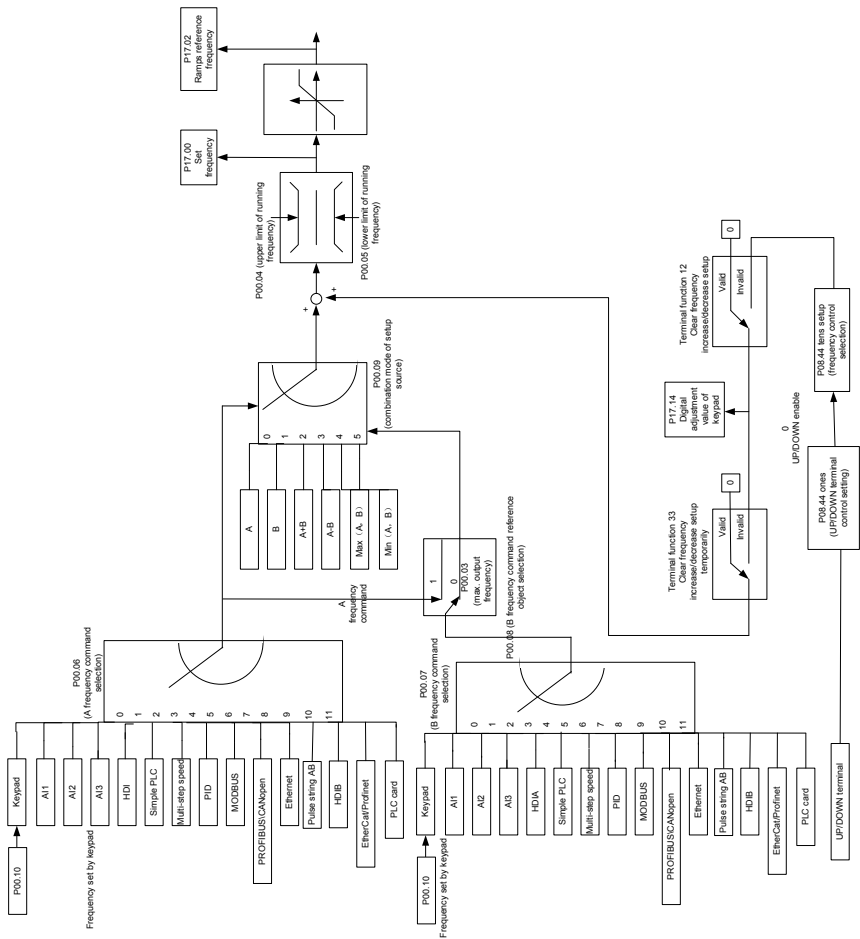 P17.02
Ramps reference
frequency
P17.00
Set
frequency
P00.04 (upper limit of running
frequency)
P00.05 (lower limit of running
frequency)
+
+
P00.09
(combination mode of setup
source)
0
1
2
3
4
5
A
B
A+B
A-B
Max（A，B）
Min（A，B）
A
frequency
command
1
0
P00.03
(max. output
frequency)
P00.08 (B frequency command reference
object selection)
P00.06
(A frequency command
selection)
0
1
2
3
4
5
6
7
8
9
10
11
Keypad
AI1
AI2
AI3
HDI
Simple PLC
Multi-step speed
PID
MODBUS
PROFIBUS\CANopen
Ethernet
Pulse string AB
HDIB
EtherCat/Profinet
PLC card
P00.10
Frequency set by keypad
P00.07
(B frequency command
selection)
0
1
2
3
4
5
6
7
8
9
10
11
Keypad
AI1
AI2
AI3
HDIA
Simple PLC
Multi-step speed
PID
MODBUS
PROFIBUS\CANopen
Ethernet
Pulse string AB
HDIB
EtherCat/Profinet
PLC card
P00.10
Frequency set by keypad
Terminal function 12
Clear frequency
increase/decrease setup
Valid
Invalid
0
P17.14
Digital
adjustment
value of
keypad
Terminal function 33
Clear frequency
increase/decrease setup
temporarily
Valid
Invalid
0
P08.44 tens setup
(frequency control
selection)
0
UP/DOWN enable
P08.44 ones
(UP/DOWN terminal
control setting)
UP/DOWN terminal